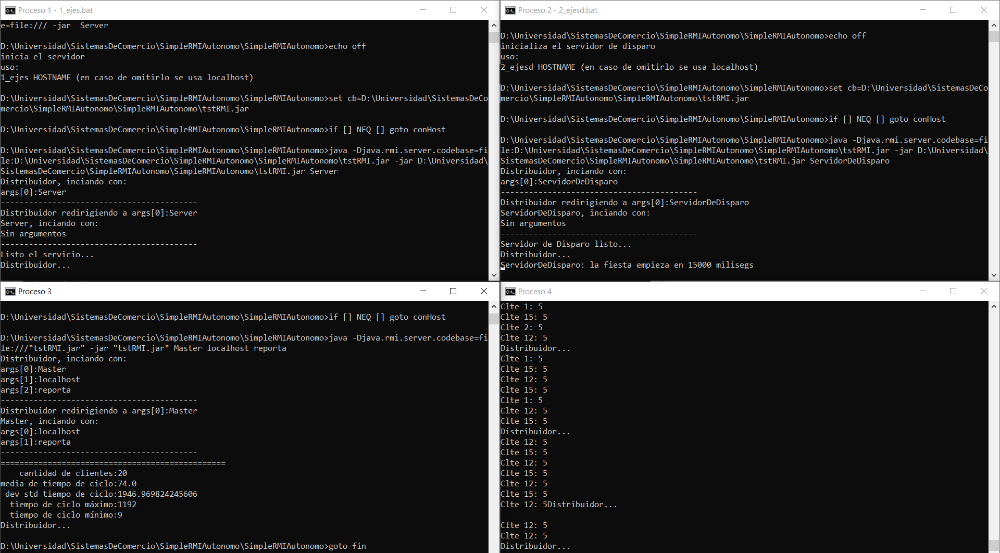 Proceso 1 - 1_ejes.bat
e=file:/// -jar  Server
D:\Universidad\SistemasDeComercio\SimpleRMIAutonomo\SimpleRMIAutonomo>echo off
inicia el servidor
uso:
1_ejes HOSTNAME (en caso de omitirlo se usa localhost)
D:\Universidad\SistemasDeComercio\SimpleRMIAutonomo\SimpleRMIAutonomo>set cb=D:\Universidad\SistemasDeCo
mercio\SimpleRMIAutonomo\SimpleRMIAutonomo\tstRMI.jar
D:\Universidad\SistemasDeComercio\SimpleRMIAutonomo\SimpleRMIAutonomo>if [] NEQ [] goto conHost
D:\Universidad\SistemasDeComercio\SimpleRMIAutonomo\SimpleRMIAutonomo>java -Djava.rmi.server.codebase=fi
le:D:\Universidad\SistemasDeComercio\SimpleRMIAutonomo\SimpleRMIAutonomo\tstRMI.jar -jar D:\Universidad\
SistemasDeComercio\SimpleRMIAutonomo\SimpleRMIAutonomo\tstRMI.jar Server
Distribuidor, inciando con:
args[0]:Server
------------------------------------------
Distribuidor redirigiendo a args[0]:Server
Server, inciando con:
Sin argumentos
------------------------------------------
Listo el servicio...
Distribuidor...
Proceso 2 - 2_ejesd.bat
D:\Universidad\SistemasDeComercio\SimpleRMIAutonomo\SimpleRMIAutonomo>echo off
inicializa el servidor de disparo
uso:
2_ejesd HOSTNAME (en caso de omitirlo se usa localhost)
D:\Universidad\SistemasDeComercio\SimpleRMIAutonomo\SimpleRMIAutonomo>set cb=D:\Universidad\SistemasDeCo
mercio\SimpleRMIAutonomo\SimpleRMIAutonomo\tstRMI.jar
D:\Universidad\SistemasDeComercio\SimpleRMIAutonomo\SimpleRMIAutonomo>if [] NEQ [] goto conHost
D:\Universidad\SistemasDeComercio\SimpleRMIAutonomo\SimpleRMIAutonomo>java -Djava.rmi.server.codebase=fi
le:D:\Universidad\SistemasDeComercio\SimpleRMIAutonomo\SimpleRMIAutonomo\tstRMI.jar -jar D:\Universidad\
SistemasDeComercio\SimpleRMIAutonomo\SimpleRMIAutonomo\tstRMI.jar ServidorDeDisparo
Distribuidor, inciando con:
args[0]:ServidorDeDisparo
------------------------------------------
Distribuidor redirigiendo a args[0]:ServidorDeDisparo
ServidorDeDisparo, inciando con:
Sin argumentos
------------------------------------------
Servidor de Disparo listo...
Distribuidor...
ServidorDeDisparo: la fiesta empieza en 15000 milisegs
Proceso 3
D:\Universidad\SistemasDeComercio\SimpleRMIAutonomo\SimpleRMIAutonomo>if [] NEQ [] goto conHost
D:\Universidad\SistemasDeComercio\SimpleRMIAutonomo\SimpleRMIAutonomo>java -Djava.rmi.server.codebase=fi
le:///"tstRMI.jar" -jar "tstRMI.jar" Master localhost reporta
Distribuidor, inciando con:
args[0]:Master
args[1]:localhost
args[2]:reporta
------------------------------------------
Distribuidor redirigiendo a args[0]:Master
Master, inciando con:
args[0]:localhost
args[1]:reporta
------------------------------------------
================================================
    cantidad de clientes:20
media de tiempo de ciclo:74.0
 dev std tiempo de ciclo:1946.969824245606
  tiempo de ciclo máximo:1192
  tiempo de ciclo mínimo:9
Distribuidor...
D:\Universidad\SistemasDeComercio\SimpleRMIAutonomo\SimpleRMIAutonomo>goto fin
Proceso 4
Clte 1: 5
Clte 15: 5
Clte 2: 5
Clte 12: 5
Distribuidor...
Clte 1: 5
Clte 15: 5
Clte 12: 5
Clte 15: 5
Clte 1: 5
Clte 12: 5
Clte 15: 5
Distribuidor...
Clte 12: 5
Clte 15: 5
Clte 12: 5
Clte 15: 5
Clte 12: 5
Clte 15: 5
Clte 12: 5Distribuidor...
Clte 12: 5
Clte 12: 5
Distribuidor...